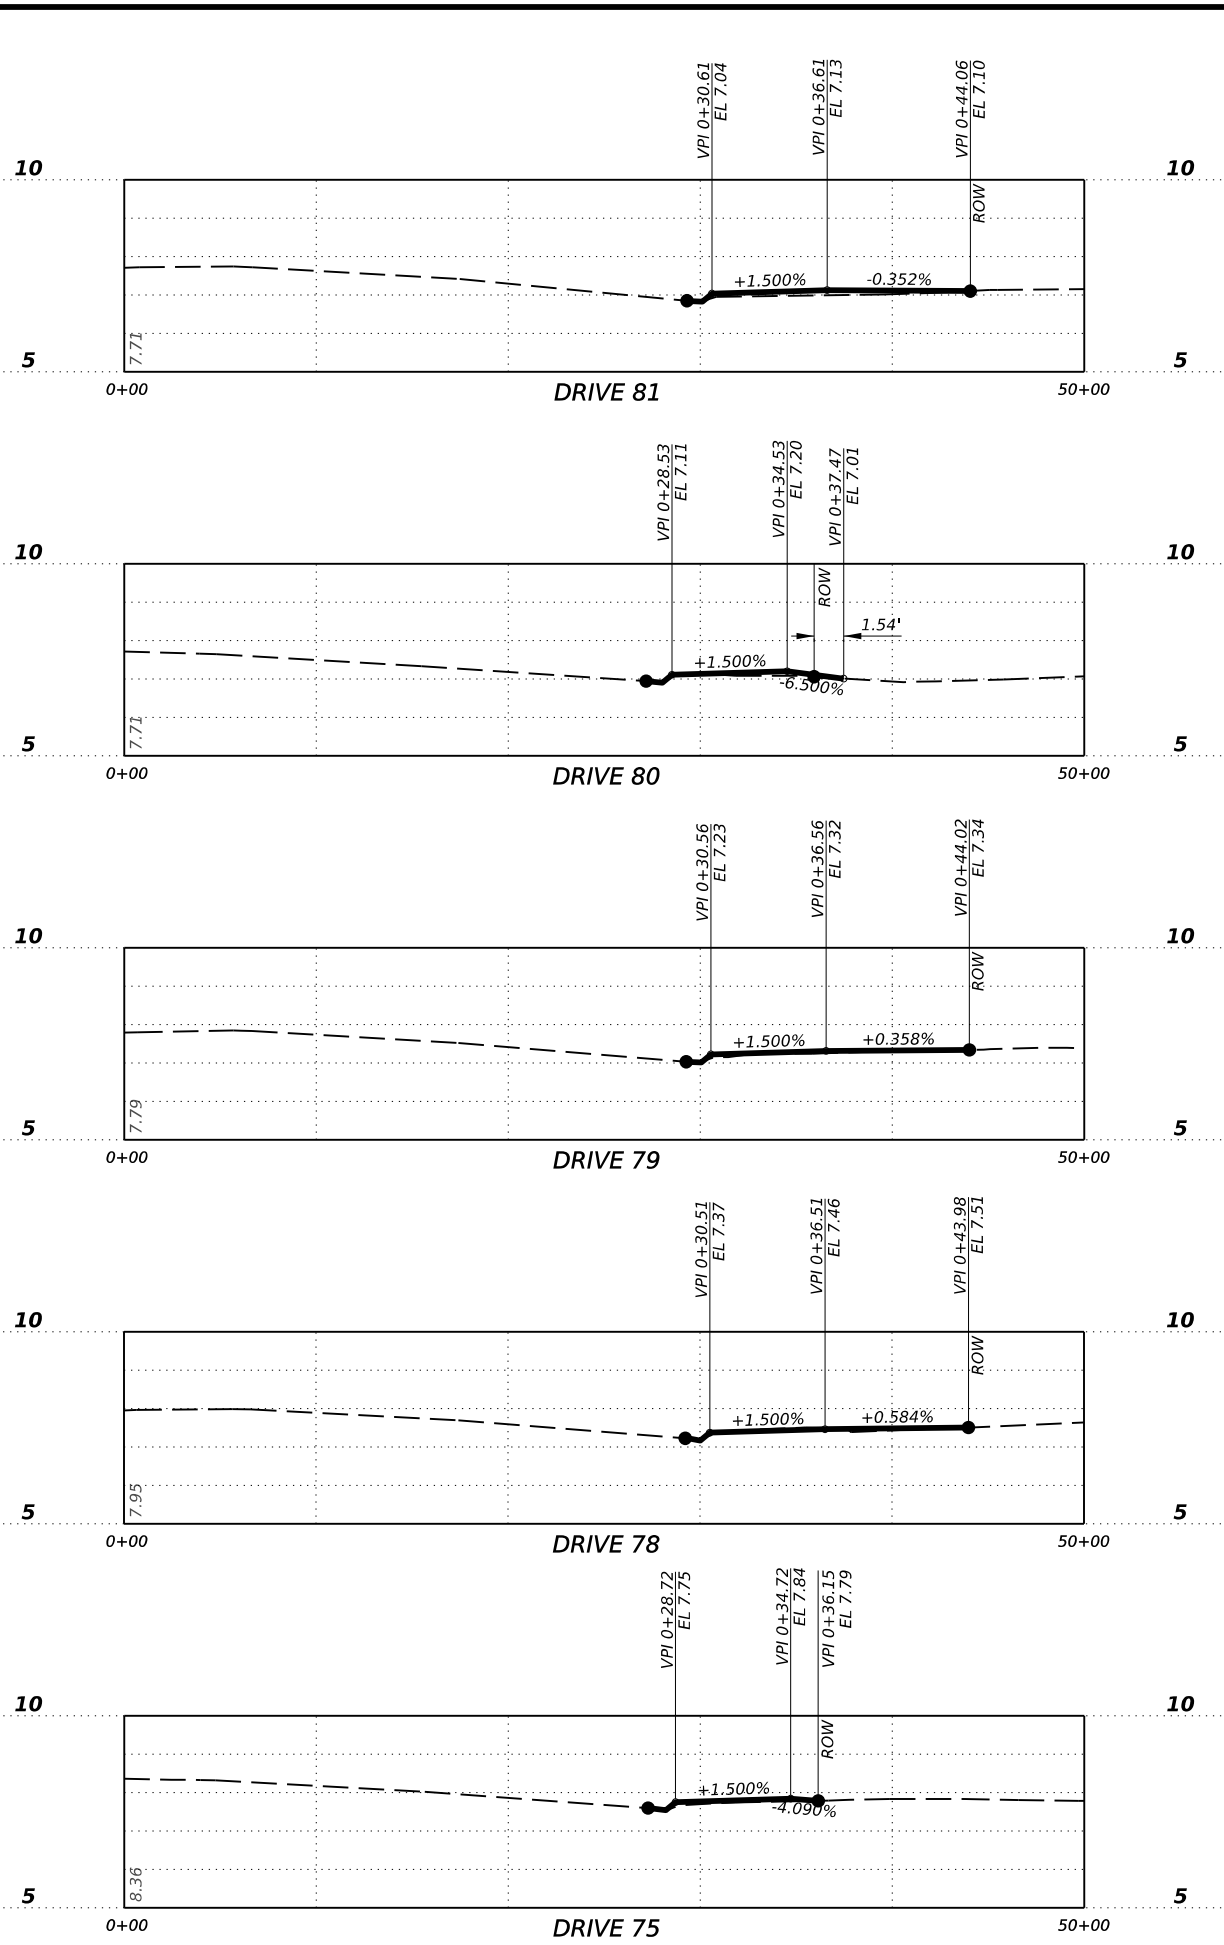 VPI 0+30.61
EL 7.04
VPI 0+36.61
EL 7.13
VPI 0+44.06
EL 7.10
10
10
ROW
+1.500%
-0.352%
7.71
5
5
0+00
DRIVE 81
50+00
VPI 0+28.53
EL 7.11
VPI 0+34.53
EL 7.20
VPI 0+37.47
EL 7.01
10
10
ROW
1.54'
+1.500%
-6.500%
7.71
5
5
0+00
DRIVE 80
50+00
VPI 0+30.56
EL 7.23
VPI 0+36.56
EL 7.32
VPI 0+44.02
EL 7.34
10
10
ROW
+1.500%
+0.358%
7.79
5
5
0+00
DRIVE 79
50+00
VPI 0+30.51
EL 7.37
VPI 0+36.51
EL 7.46
VPI 0+43.98
EL 7.51
10
10
ROW
+1.500%
+0.584%
7.95
5
5
0+00
DRIVE 78
50+00
VPI 0+28.72
EL 7.75
VPI 0+34.72
EL 7.84
VPI 0+36.15
EL 7.79
10
10
ROW
+1.500%
-4.090%
8.36
5
5
0+00
DRIVE 75
50+00